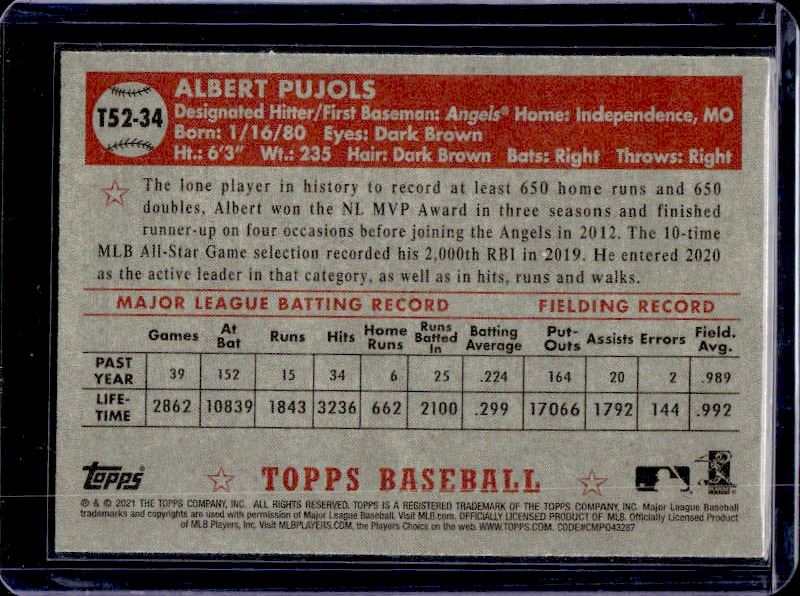 T52-34
ALBERT PUJOLS
Designated Hitter/First Baseman: Angels® Home: Independence, MO
Born: 1/16/80 Eyes: Dark Brown
Ht.: 6'3" Wt.: 235 Hair: Dark Brown Bats: Right Throws: Right
The lone player in history to record at least 650 home runs and 650
doubles, Albert won the NL MVP Award in three seasons and finished
runner-up on four occasions before joining the Angels in 2012. The 10-time
MLB All-Star Game selection recorded his 2,000th RBI in 2019. He entered 2020
as the active leader in that category, as well as in hits, runs and walks.
MAJOR LEAGUE BATTING RECORD FIELDING RECORD
Games At Bat Runs Hits Home Runs Runs Batted In Batting Average Put-Outs Assists Errors Field. Avg.
PAST YEAR 39 152 15 34 6 25 .224 164 20 2 .989
LIFE-TIME 2862 10839 1843 3236 662 2100 .299 17066 1792 144 .992
Topps TOPPS BASEBALL
® & © 2021 THE TOPPS COMPANY, INC. ALL RIGHTS RESERVED. TOPPS IS A REGISTERED TRADEMARK OF THE TOPPS COMPANY, INC. Major League Baseball
trademarks and copyrights are used with permission of Major League Baseball. Visit MLB.com. OFFICIALLY LICENSED PRODUCT OF MLB. Officially Licensed Product
of MLB Players, Inc. Visit MLBPLAYERS.COM, the Players Choice on the web. WWW.TOPPS.COM. CODE#CMP043287